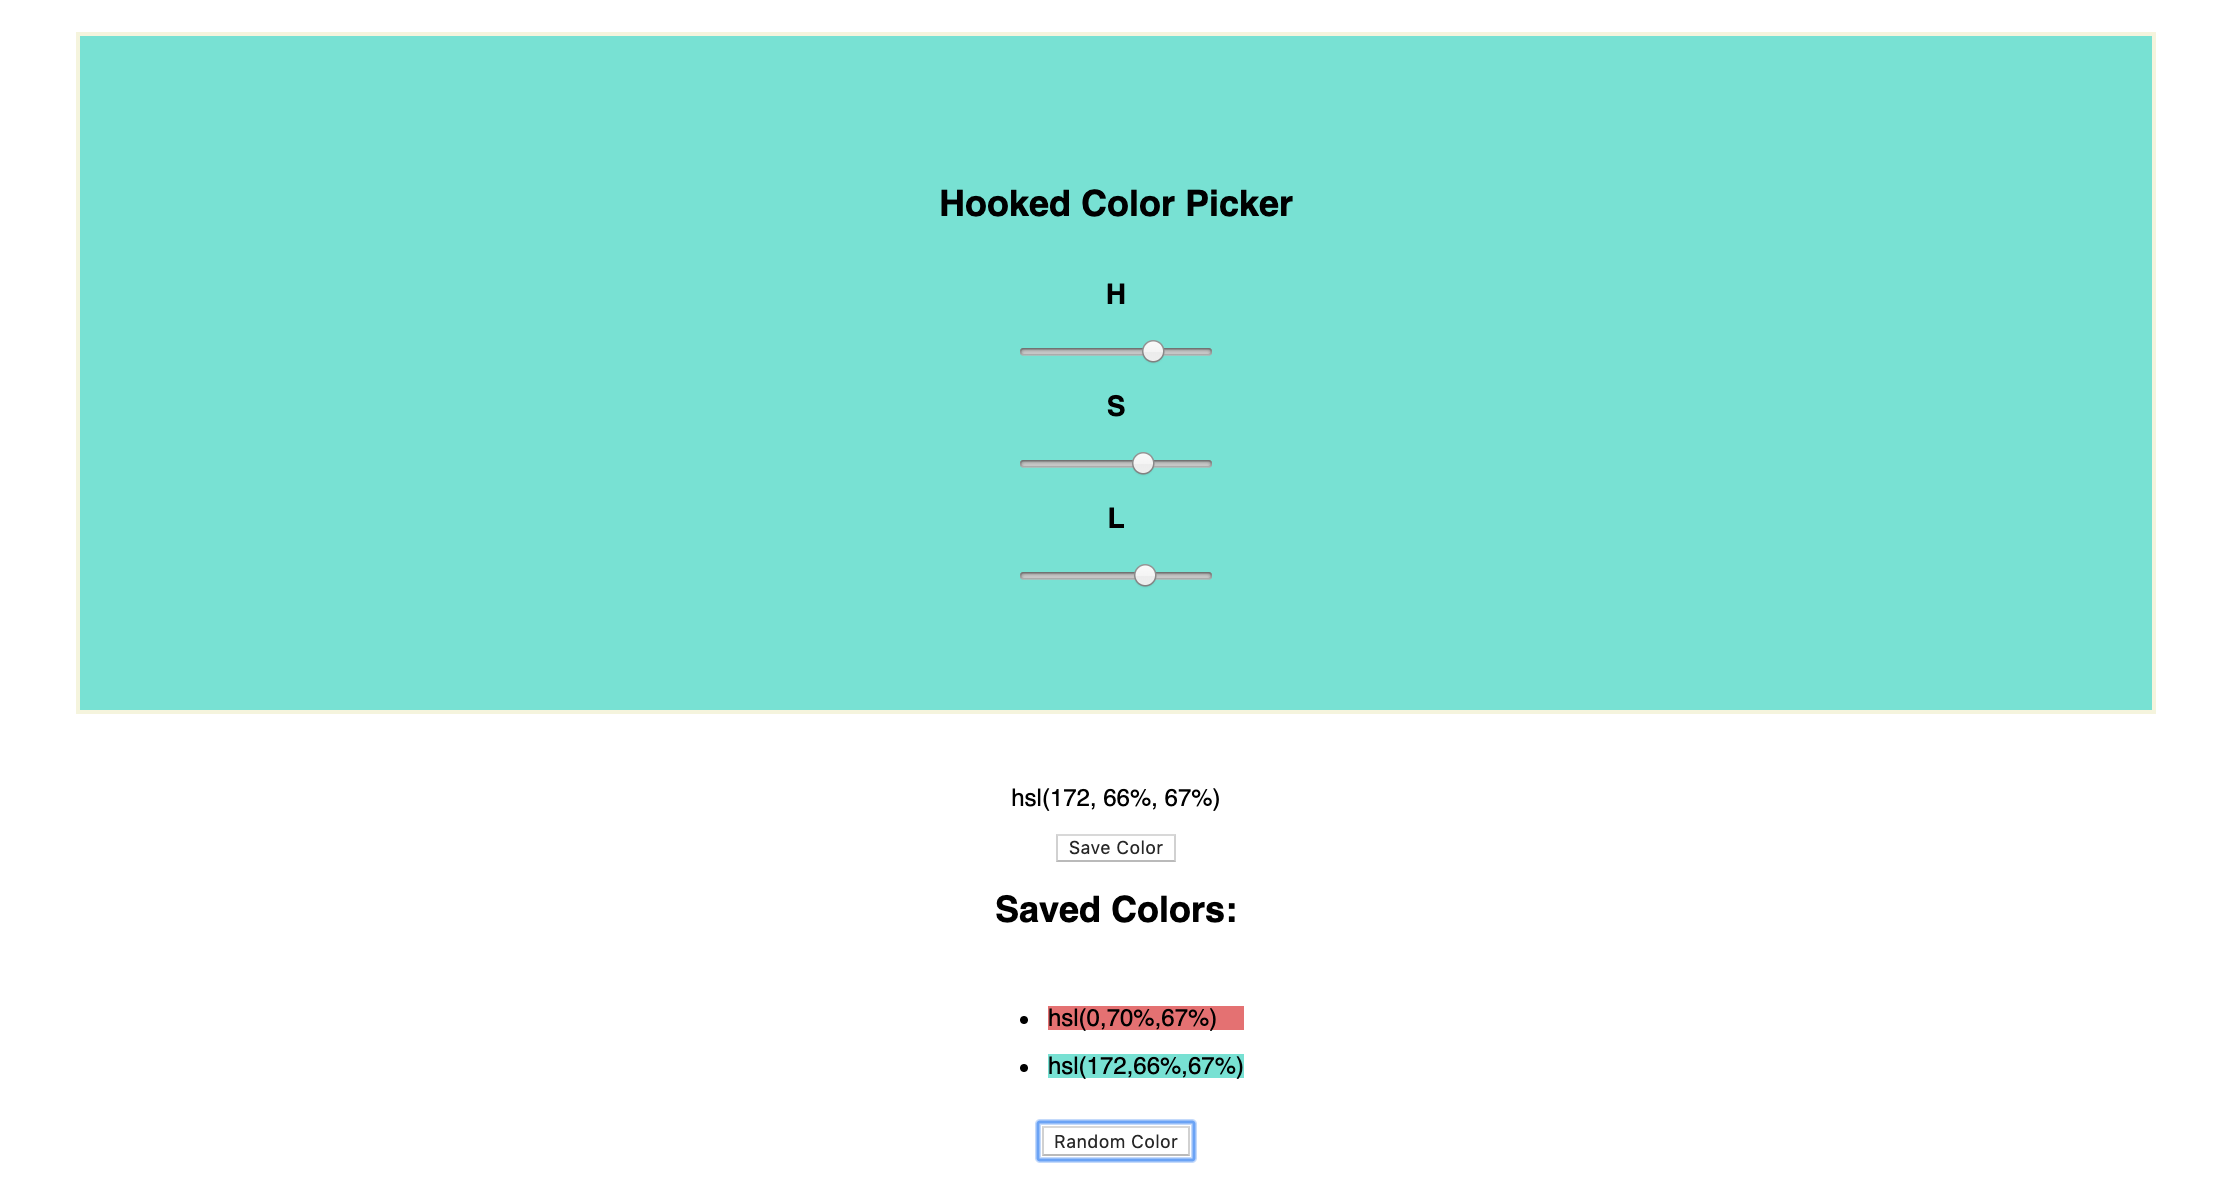 Hooked Color Picker
H
S
L
hsl(172, 66%, 67%)
Save Color
Saved Colors:
hsl(0,70%,67%)
hsl(172,66%,67%)
Random Color